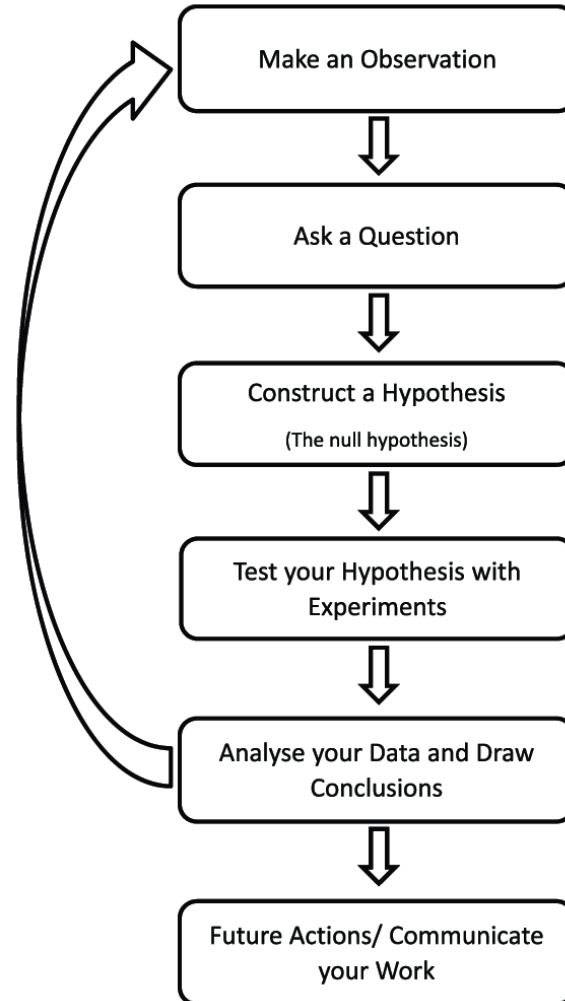 Make an Observation
Ask a Question
Construct a Hypothesis
(The null hypothesis)
Test your Hypothesis with
Experiments
Analyse your Data and Draw
Conclusions
Future Actions/ Communicate
your Work